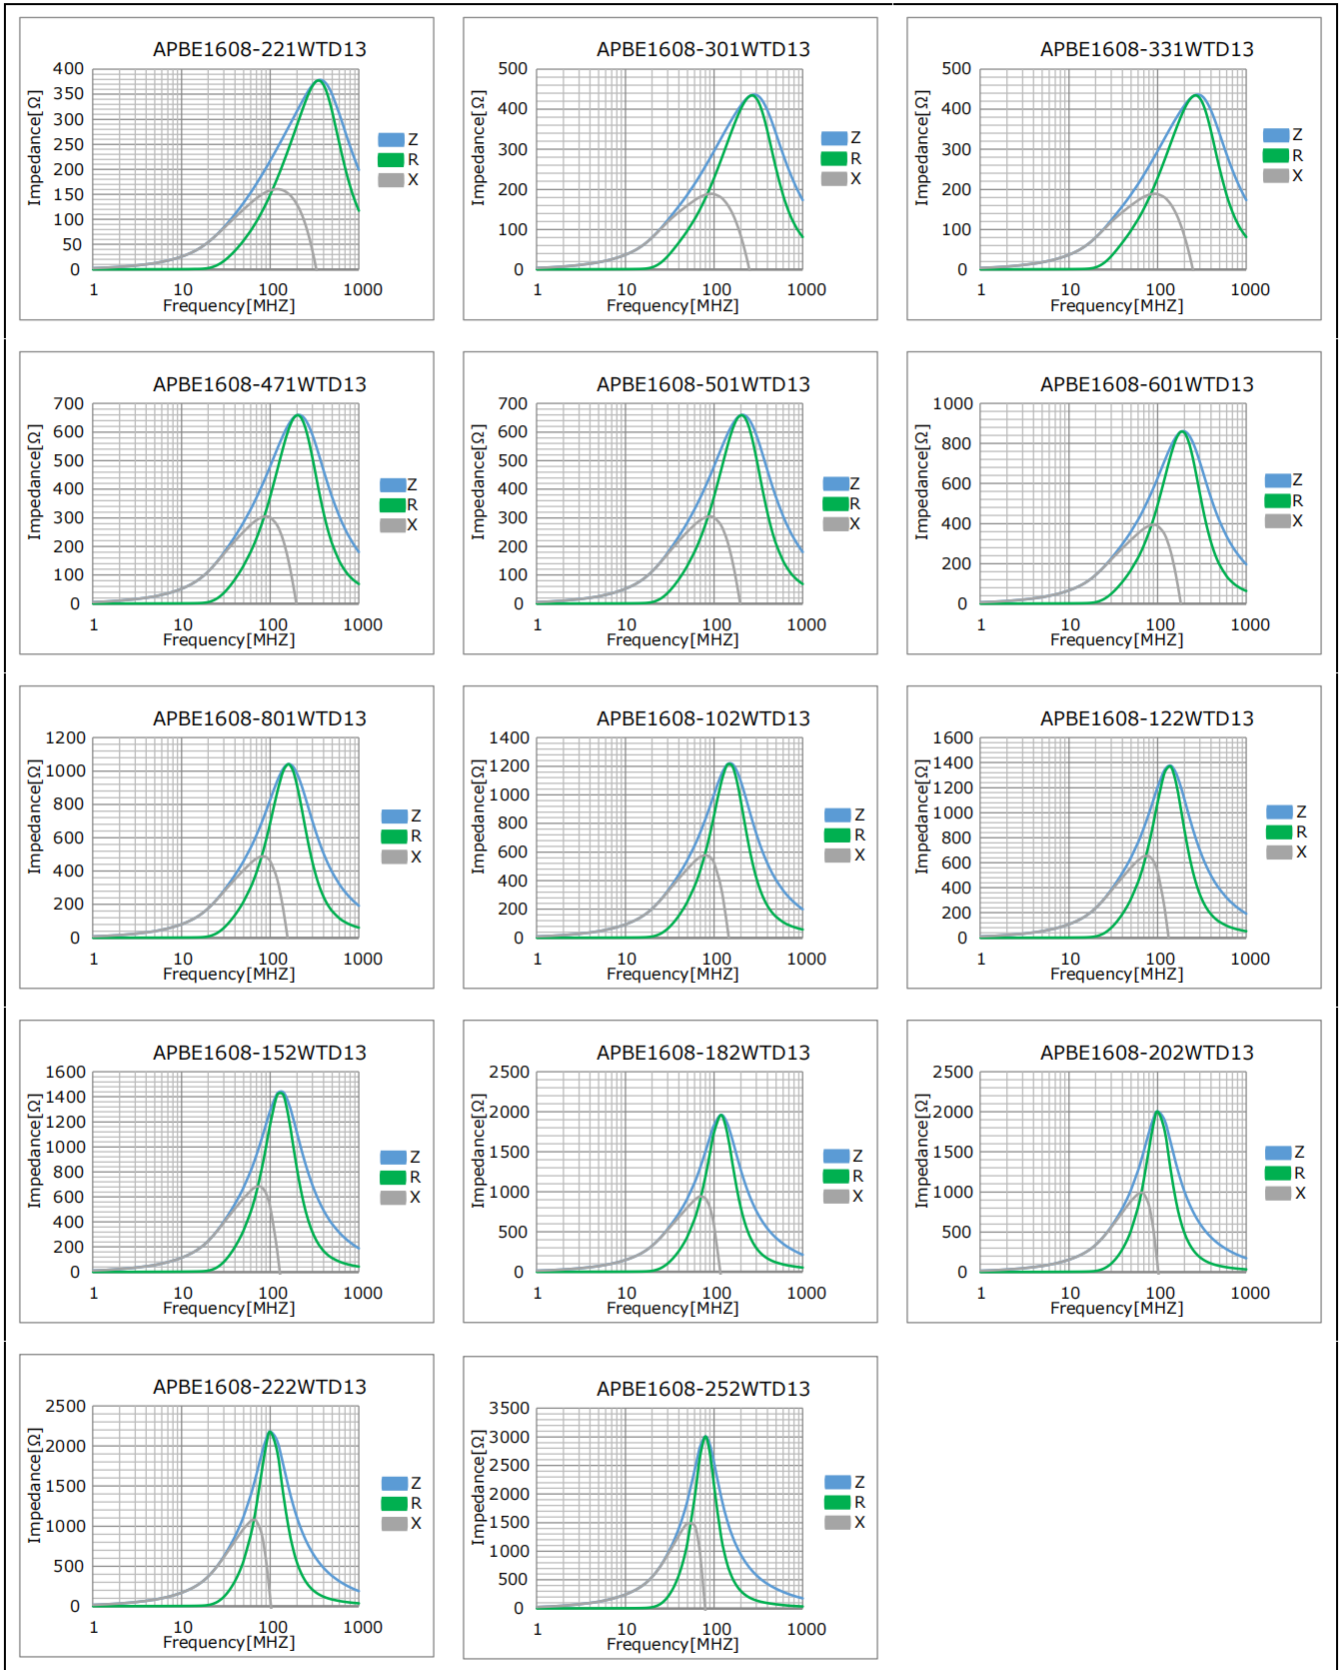 APBE1608-221WTD13
Impedance[Ω]
400
350
300
250
200
150
100
50
0
1 10 100 1000
Frequency[MHZ]
Z
R
X
APBE1608-301WTD13
Impedance[Ω]
500
400
300
200
100
0
1 10 100 1000
Frequency[MHZ]
Z
R
X
APBE1608-331WTD13
Impedance[Ω]
500
400
300
200
100
0
1 10 100 1000
Frequency[MHZ]
Z
R
X
APBE1608-471WTD13
Impedance[Ω]
700
600
500
400
300
200
100
0
1 10 100 1000
Frequency[MHZ]
Z
R
X
APBE1608-501WTD13
Impedance[Ω]
700
600
500
400
300
200
100
0
1 10 100 1000
Frequency[MHZ]
Z
R
X
APBE1608-601WTD13
Impedance[Ω]
1000
800
600
400
200
0
1 10 100 1000
Frequency[MHZ]
Z
R
X
APBE1608-801WTD13
Impedance[Ω]
1200
1000
800
600
400
200
0
1 10 100 1000
Frequency[MHZ]
Z
R
X
APBE1608-102WTD13
Impedance[Ω]
1400
1200
1000
800
600
400
200
0
1 10 100 1000
Frequency[MHZ]
Z
R
X
APBE1608-122WTD13
Impedance[Ω]
1600
1400
1200
1000
800
600
400
200
0
1 10 100 1000
Frequency[MHZ]
Z
R
X
APBE1608-152WTD13
Impedance[Ω]
1600
1400
1200
1000
800
600
400
200
0
1 10 100 1000
Frequency[MHZ]
Z
R
X
APBE1608-182WTD13
Impedance[Ω]
2500
2000
1500
1000
500
0
1 10 100 1000
Frequency[MHZ]
Z
R
X
APBE1608-202WTD13
Impedance[Ω]
2500
2000
1500
1000
500
0
1 10 100 1000
Frequency[MHZ]
Z
R
X
APBE1608-222WTD13
Impedance[Ω]
2500
2000
1500
1000
500
0
1 10 100 1000
Frequency[MHZ]
Z
R
X
APBE1608-252WTD13
Impedance[Ω]
3500
3000
2500
2000
1500
1000
500
0
1 10 100 1000
Frequency[MHZ]
Z
R
X